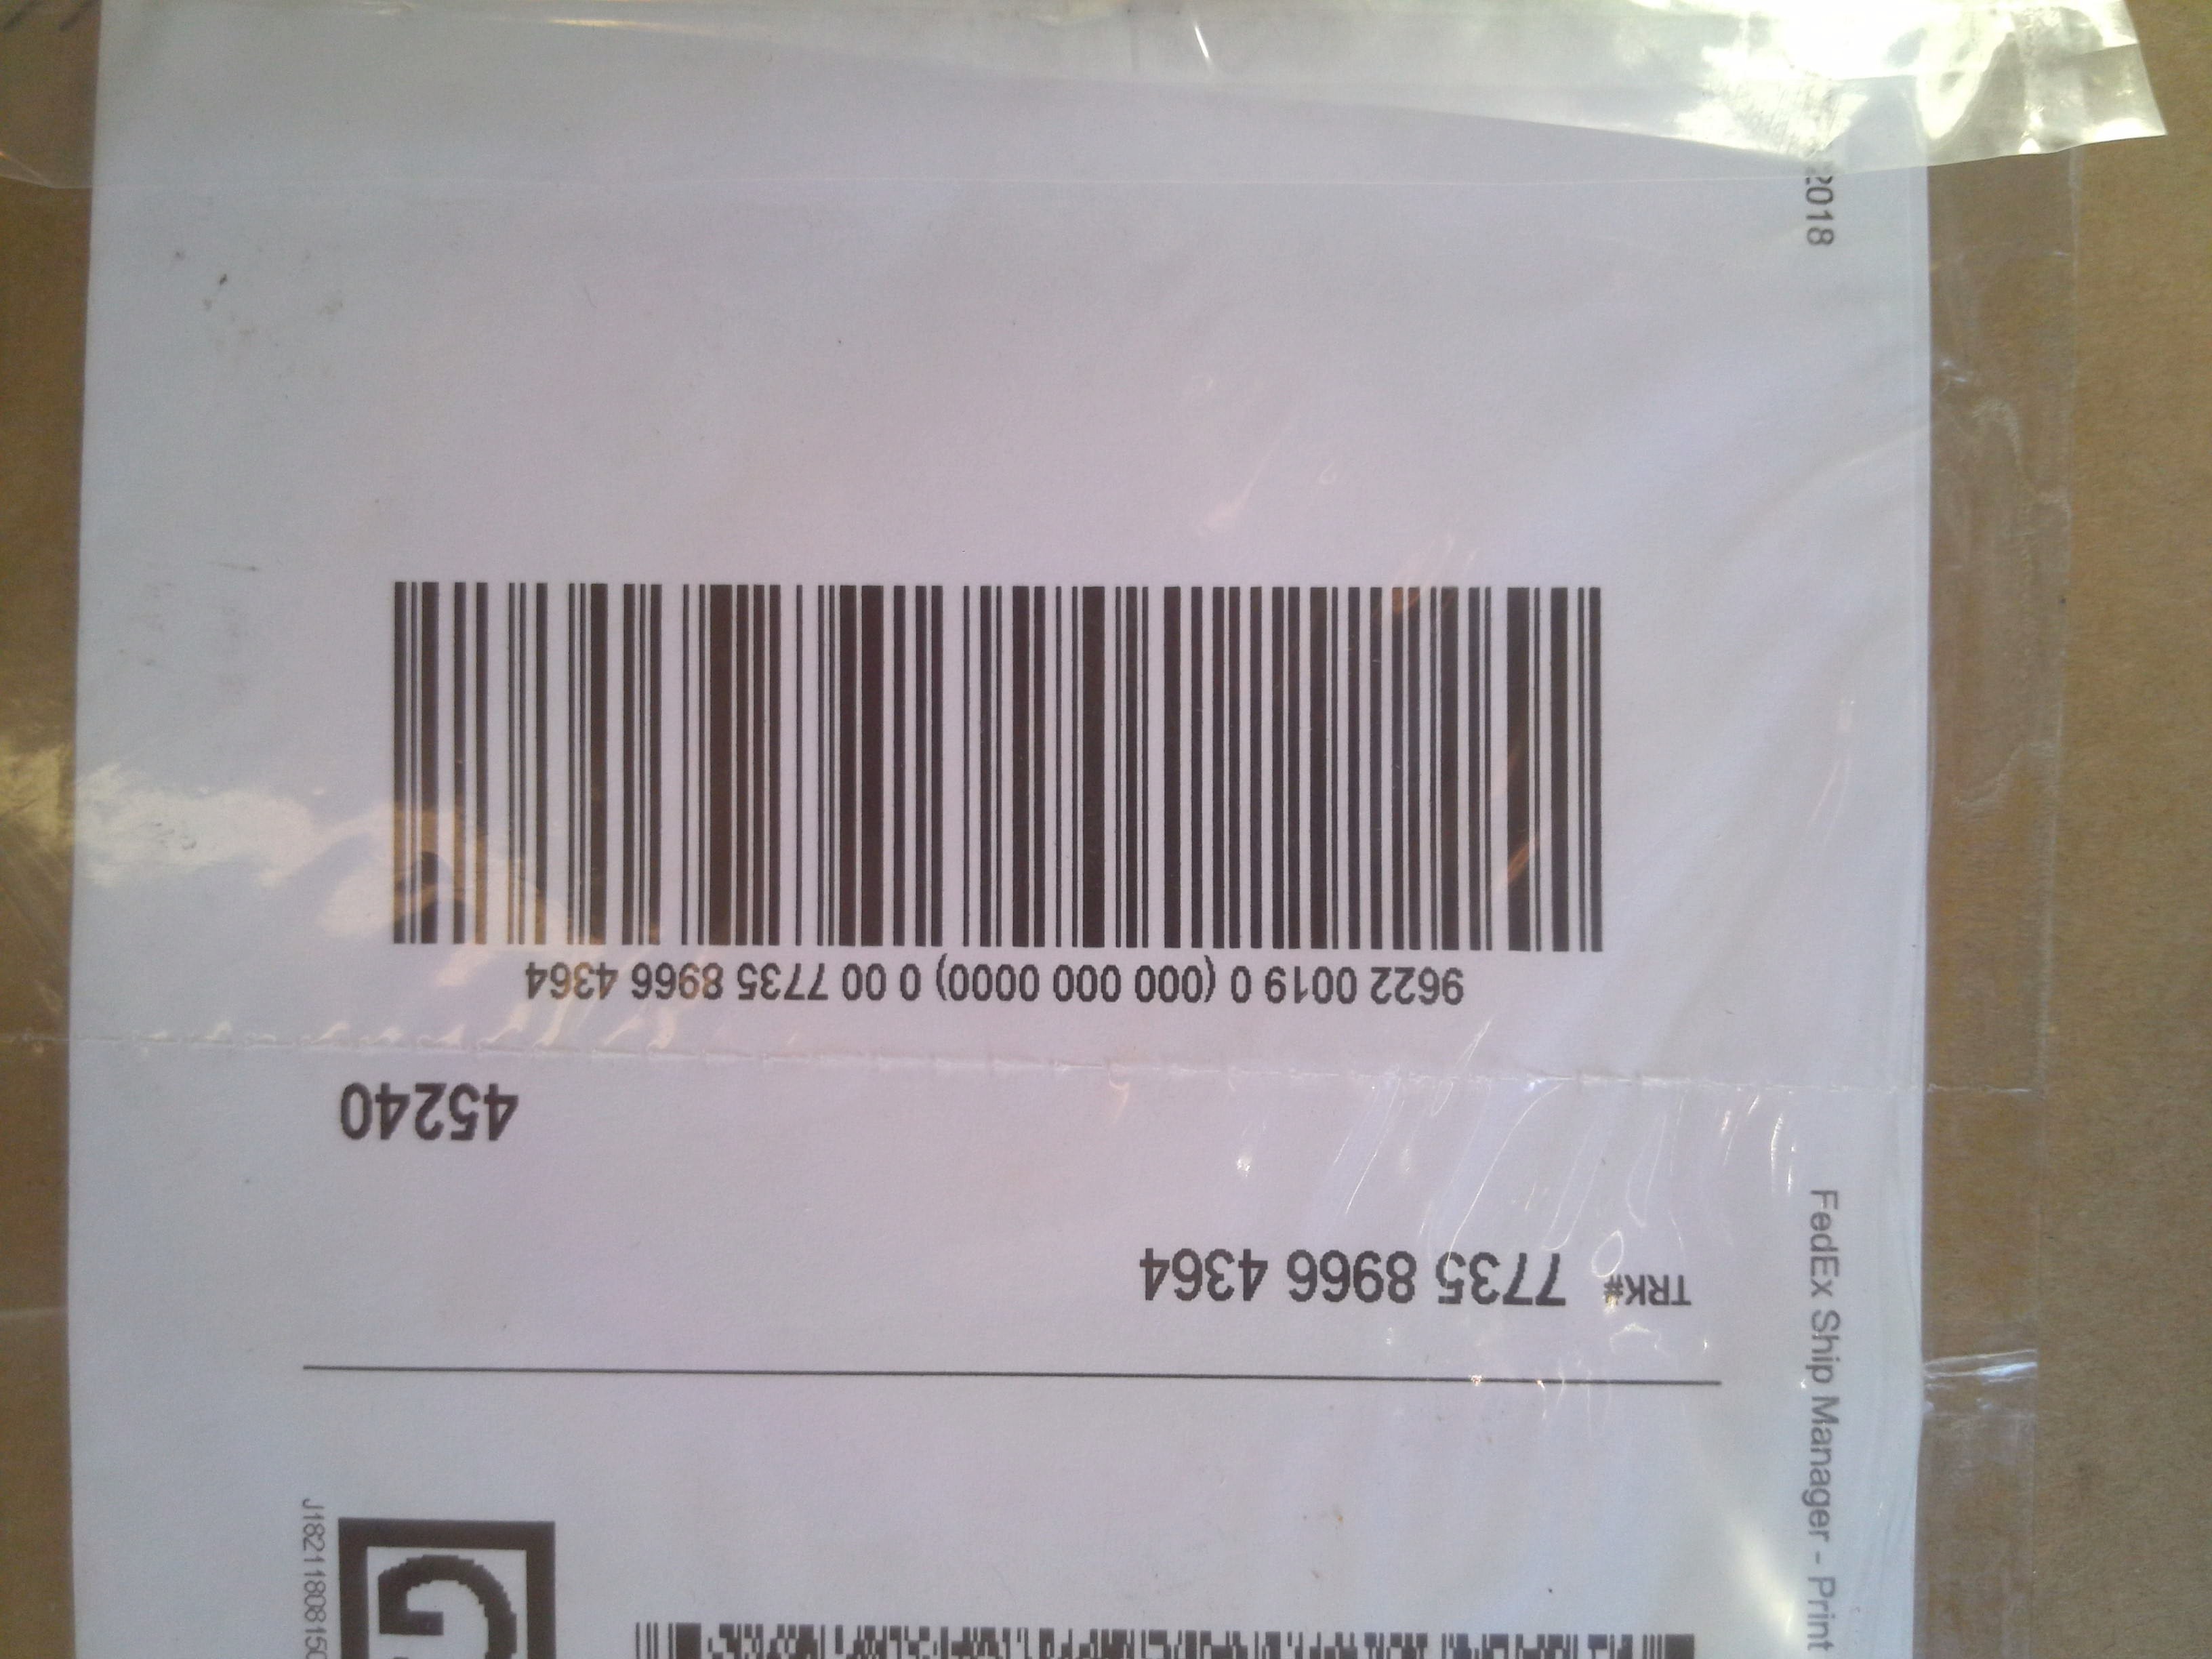 TRK# 7735 8966 4364
45240
9622 0019 0 (000 000 0000) 0 00 7735 8966 4364
G
FedEx Ship Manager - Print
2018